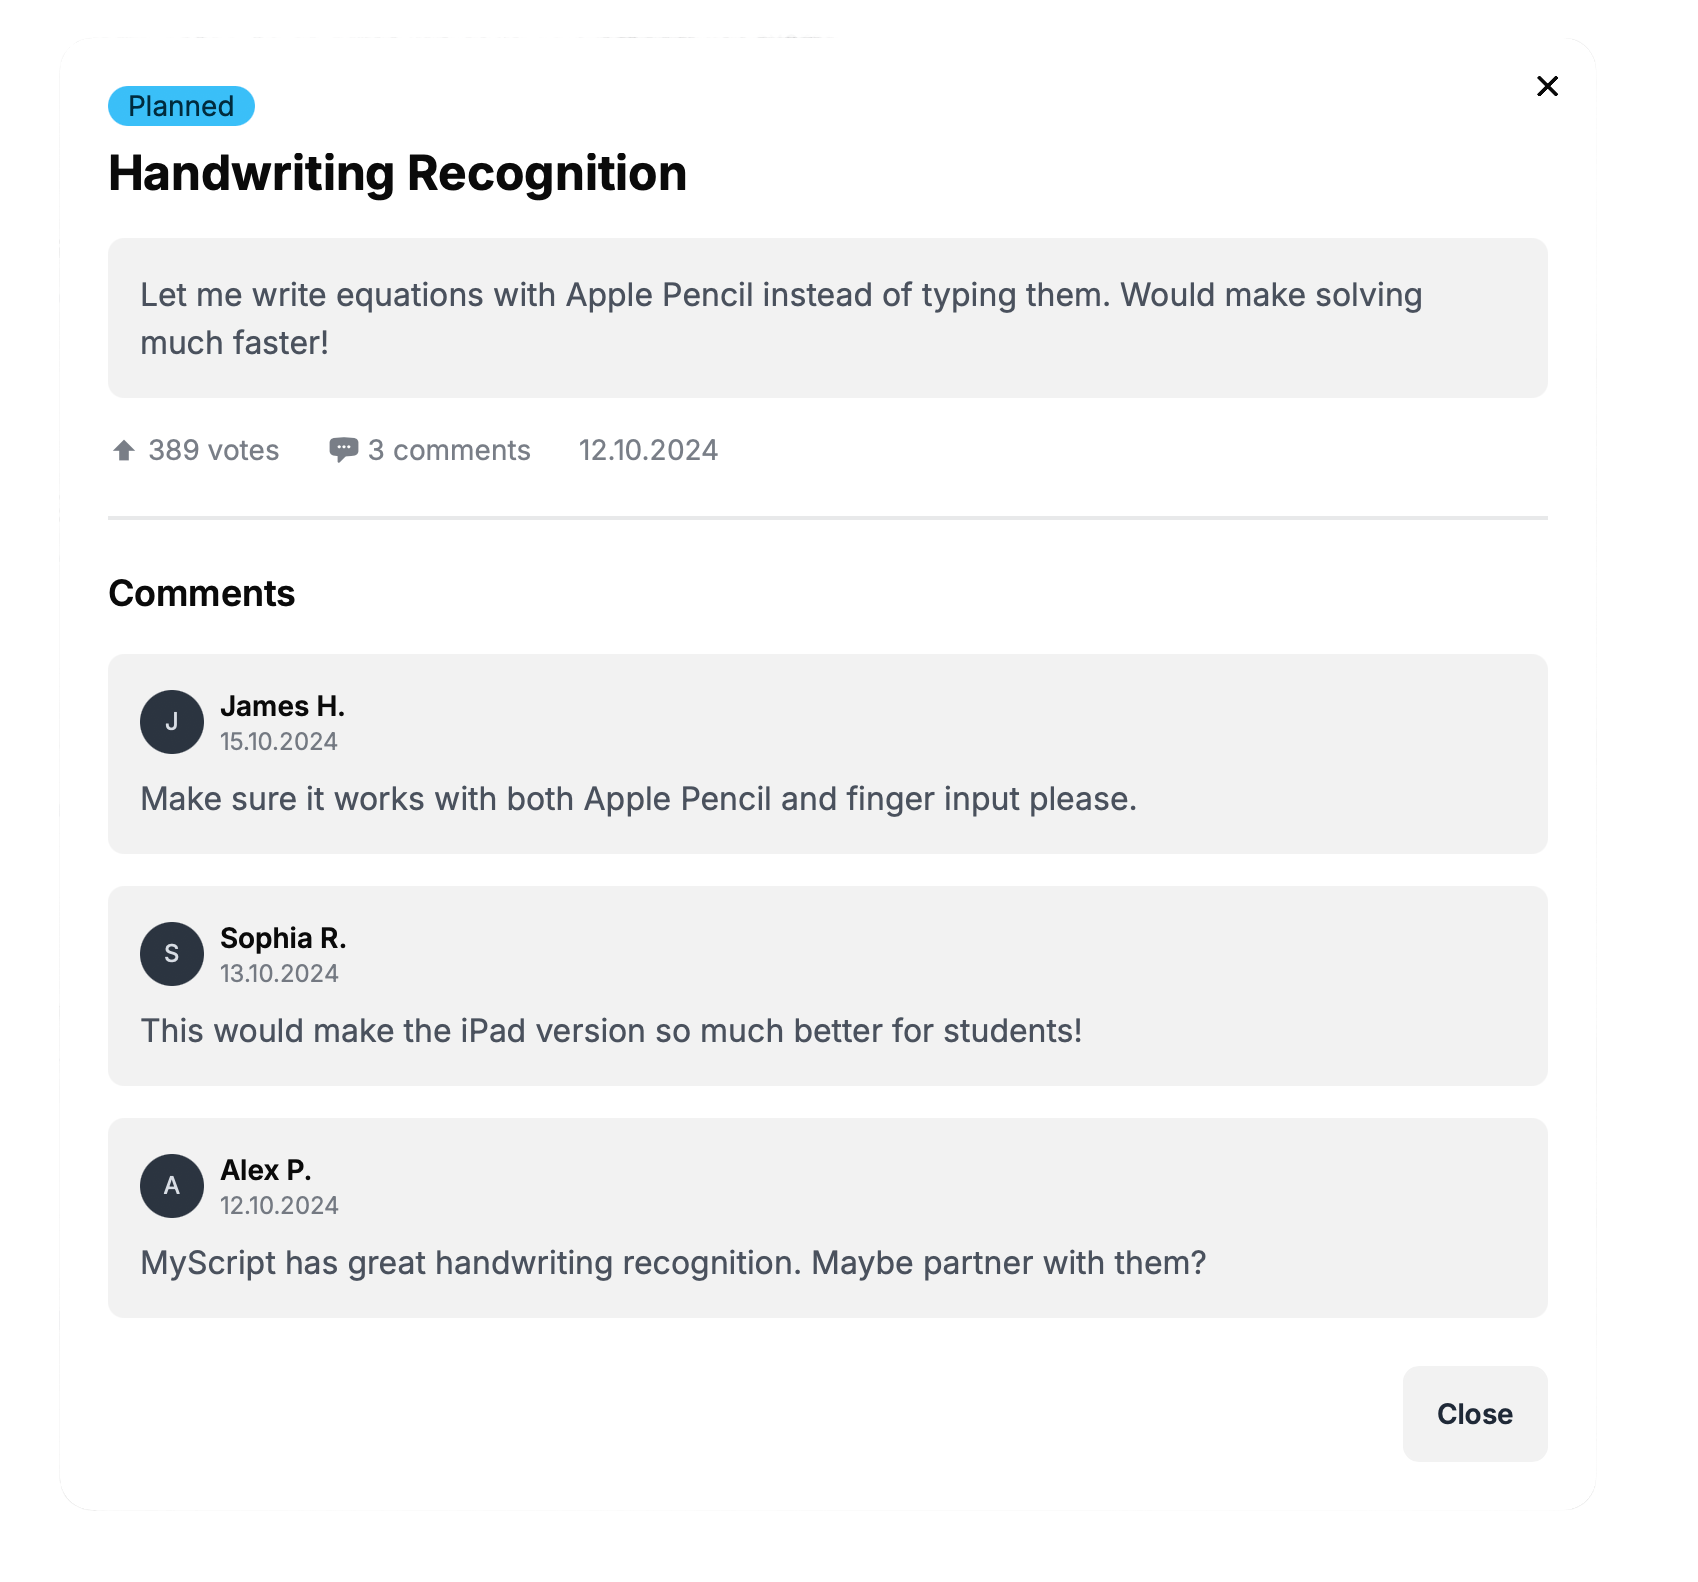 Planned
Handwriting Recognition
Let me write equations with Apple Pencil instead of typing them. Would make solving
much faster!
389 votes 3 comments 12.10.2024
Comments
J
James H.
15.10.2024
Make sure it works with both Apple Pencil and finger input please.
S
Sophia R.
13.10.2024
This would make the iPad version so much better for students!
A
Alex P.
12.10.2024
MyScript has great handwriting recognition. Maybe partner with them?
Close